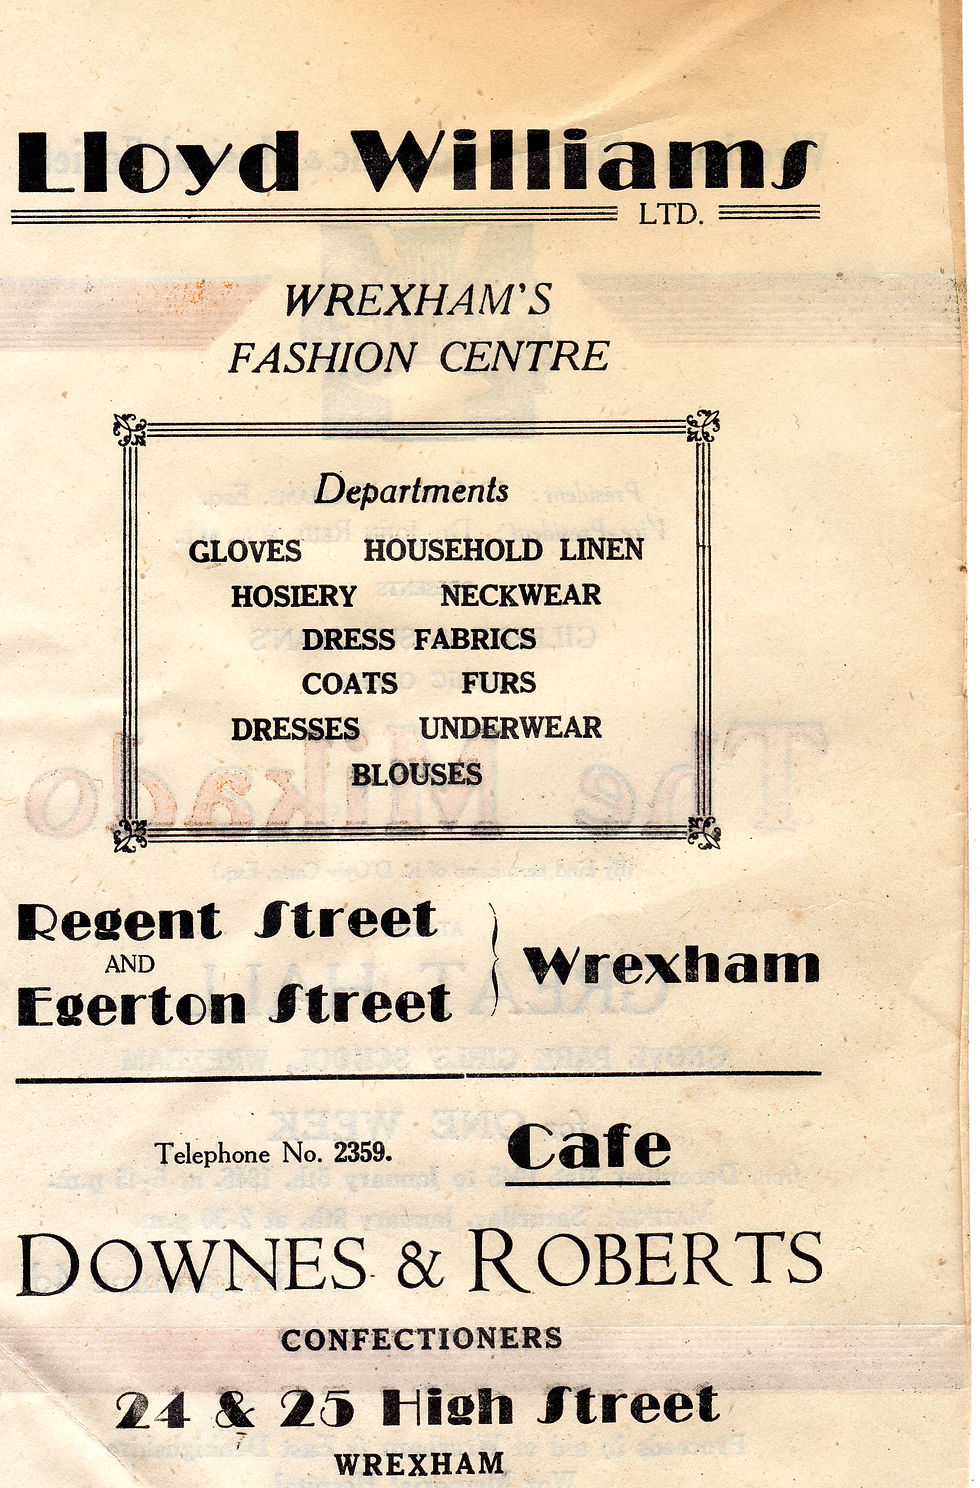 Lloyd Williams
LTD.
WREXHAM'S
FASHION CENTRE
Departments
GLOVES HOUSEHOLD LINEN
HOSIERY NECKWEAR
DRESS FABRICS
COATS FURS
DRESSES UNDERWEAR
BLOUSES
Regent Street
AND
Egerton Street
Wrexham
Telephone No. 2359.
Cafe
DOWNES & ROBERTS
CONFECTIONERS
24 & 25 High Street
WREXHAM